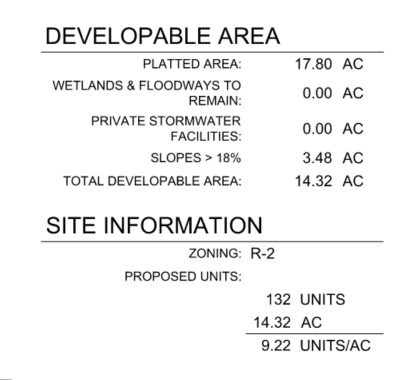 DEVELOPABLE AREA
PLATTED AREA: 17.80 AC
WETLANDS & FLOODWAYS TO
REMAIN: 0.00 AC
PRIVATE STORMWATER
FACILITIES: 0.00 AC
SLOPES > 18% 3.48 AC
TOTAL DEVELOPABLE AREA: 14.32 AC
SITE INFORMATION
ZONING: R-2
PROPOSED UNITS:
132 UNITS
14.32 AC
9.22 UNITS/AC